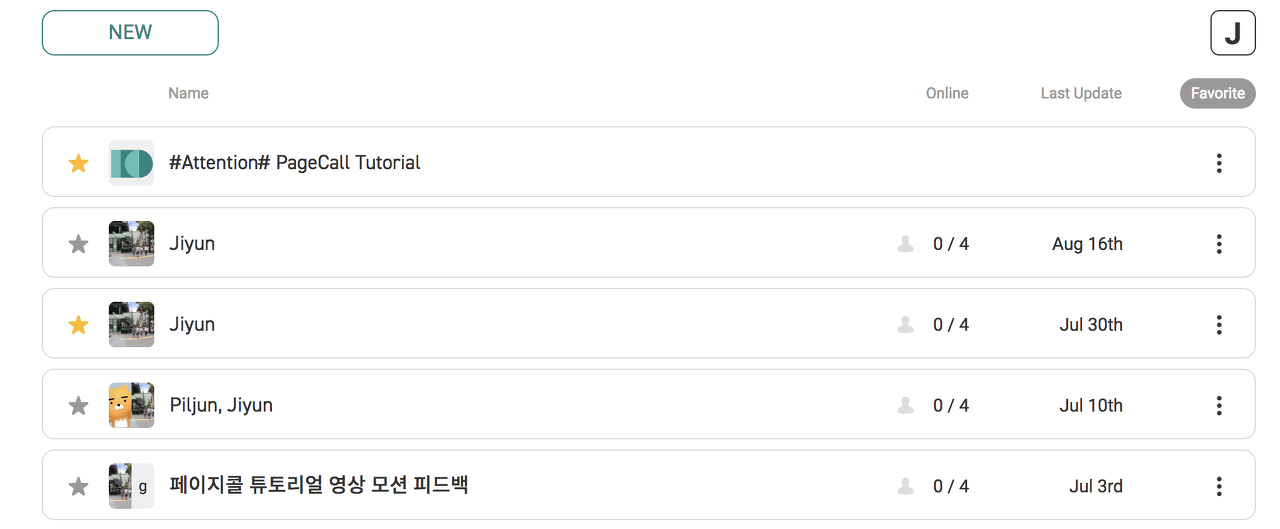 NEW
J
Name Online Last Update Favorite
#Attention# PageCall Tutorial
Jiyun 0 / 4 Aug 16th
Jiyun 0 / 4 Jul 30th
Piljun, Jiyun 0 / 4 Jul 10th
g 페이지콜 튜토리얼 영상 모션 피드백 0 / 4 Jul 3rd